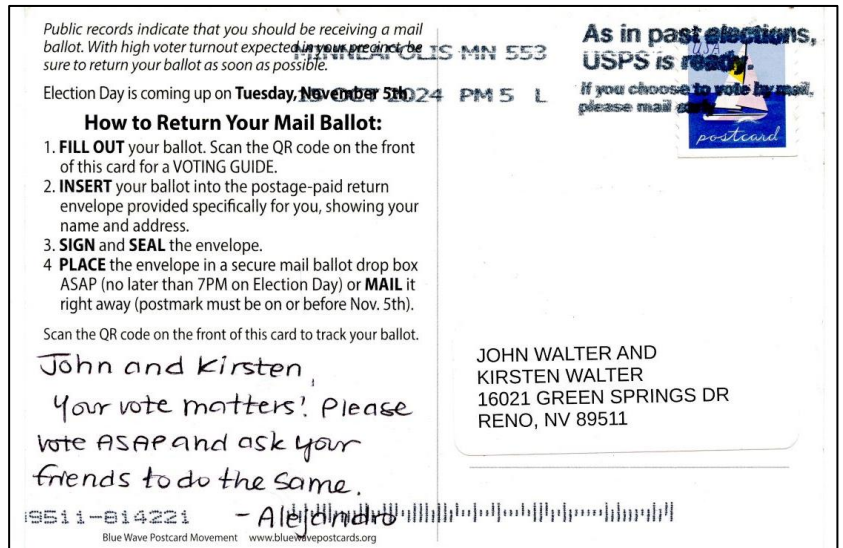 Public records indicate that you should be receiving a mail
ballot. With high voter turnout expected in your precinct, be
sure to return your ballot as soon as possible.
Election Day is coming up on Tuesday, November 5th.
How to Return Your Mail Ballot:
1. FILL OUT your ballot. Scan the QR code on the front
of this card for a VOTING GUIDE.
2. INSERT your ballot into the postage-paid return
envelope provided specifically for you, showing your
name and address.
3. SIGN and SEAL the envelope.
4 PLACE the envelope in a secure mail ballot drop box
ASAP (no later than 7PM on Election Day) or MAIL it
right away (postmark must be on or before Nov. 5th).
Scan the QR code on the front of this card to track your ballot.
John and Kirsten,
Your vote matters! Please
vote ASAP and ask your
friends to do the same.
- Alejandro
89511-814221
Blue Wave Postcard Movement www.bluewavepostcards.org
MINNEAPOLIS MN 553
2024 PM 5 L
As in past elections,
USPS is ready.
If you choose to vote by mail,
please mail early.
USA
postcard
JOHN WALTER AND
KIRSTEN WALTER
16021 GREEN SPRINGS DR
RENO, NV 89511